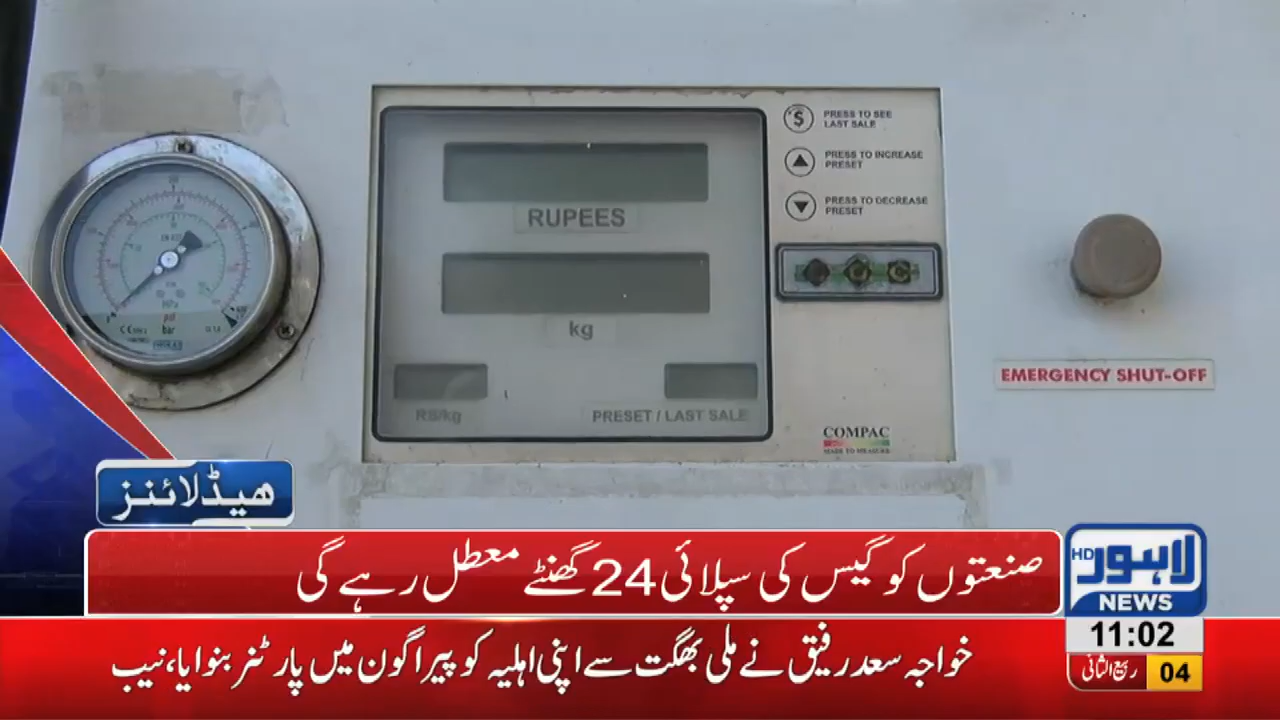 PRESS TO SEE
LAST SALE
PRESS TO INCREASE
PRESET
PRESS TO DECREASE
PRESET
RUPEES
kg
RS/kg
PRESET / LAST SALE
COMPAC
MADE TO MEASURE
EMERGENCY SHUT-OFF
MPa
psi
bar
ہیڈلائنز
صنعتوں کو گیس کی سپلائی 24 گھنٹے معطل رہے گی
خواجہ سعد رفیق نے ملی بھگت سے اپنی اہلیہ کو پیراگون میں پارٹنر بنوایا، نیب
لاہور HD
NEWS
11:02
04 ربیع الثانی